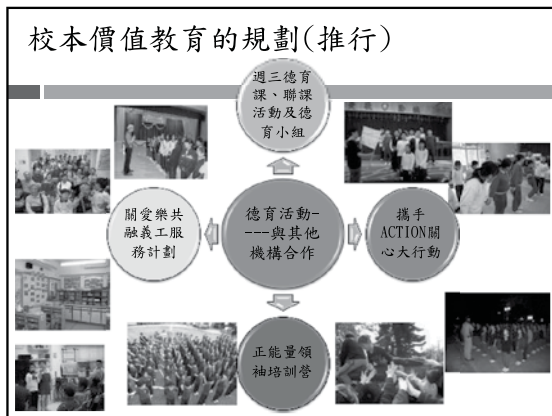 校本價值教育的規劃(推行)
週三德育
課、聯課
活動及德
育小組
關愛樂共
融義工服
務計劃
德育活動-
---與其他
機構合作
攜手
ACTION關
心大行動
正能量領
袖培訓營